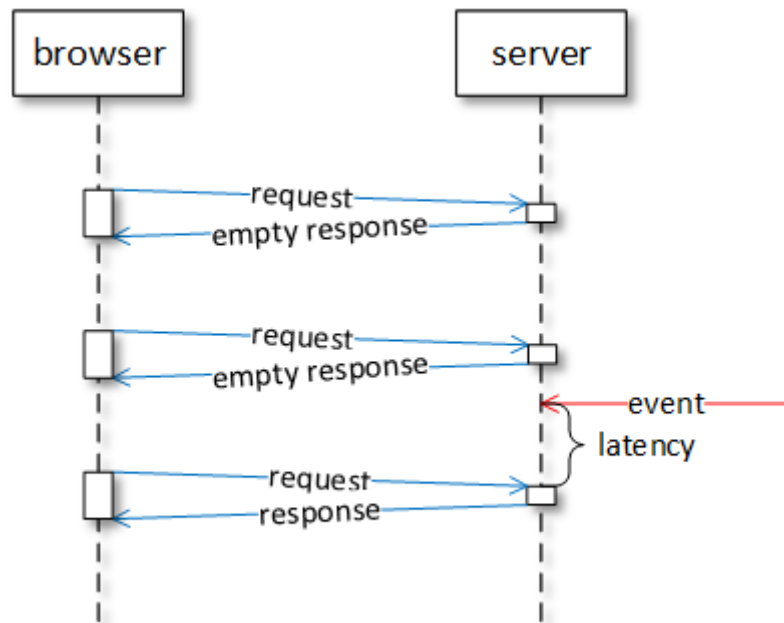 browser
server
request
empty response
request
empty response
event
latency
request
response